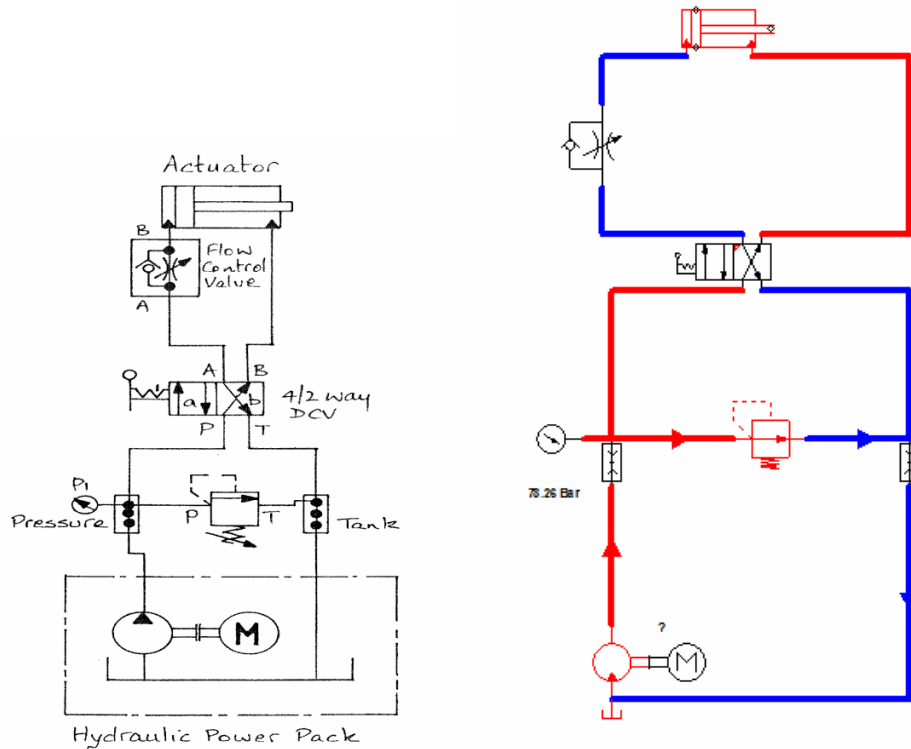 Actuator
B
Flow
Control
Valve
A
A B
a b
4/2 way
DCV
P T
P1
Pressure
P T
Tank
M
Hydraulic Power Pack
78.26 Bar
?
M